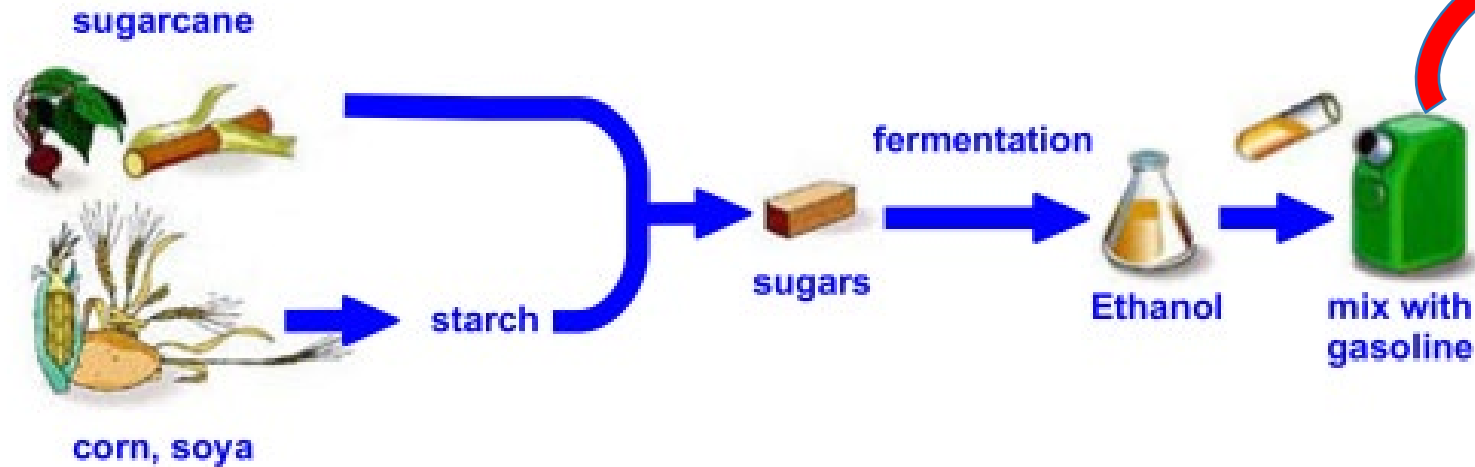 sugarcane
fermentation
sugars
starch
Ethanol
mix with
gasoline
corn, soya